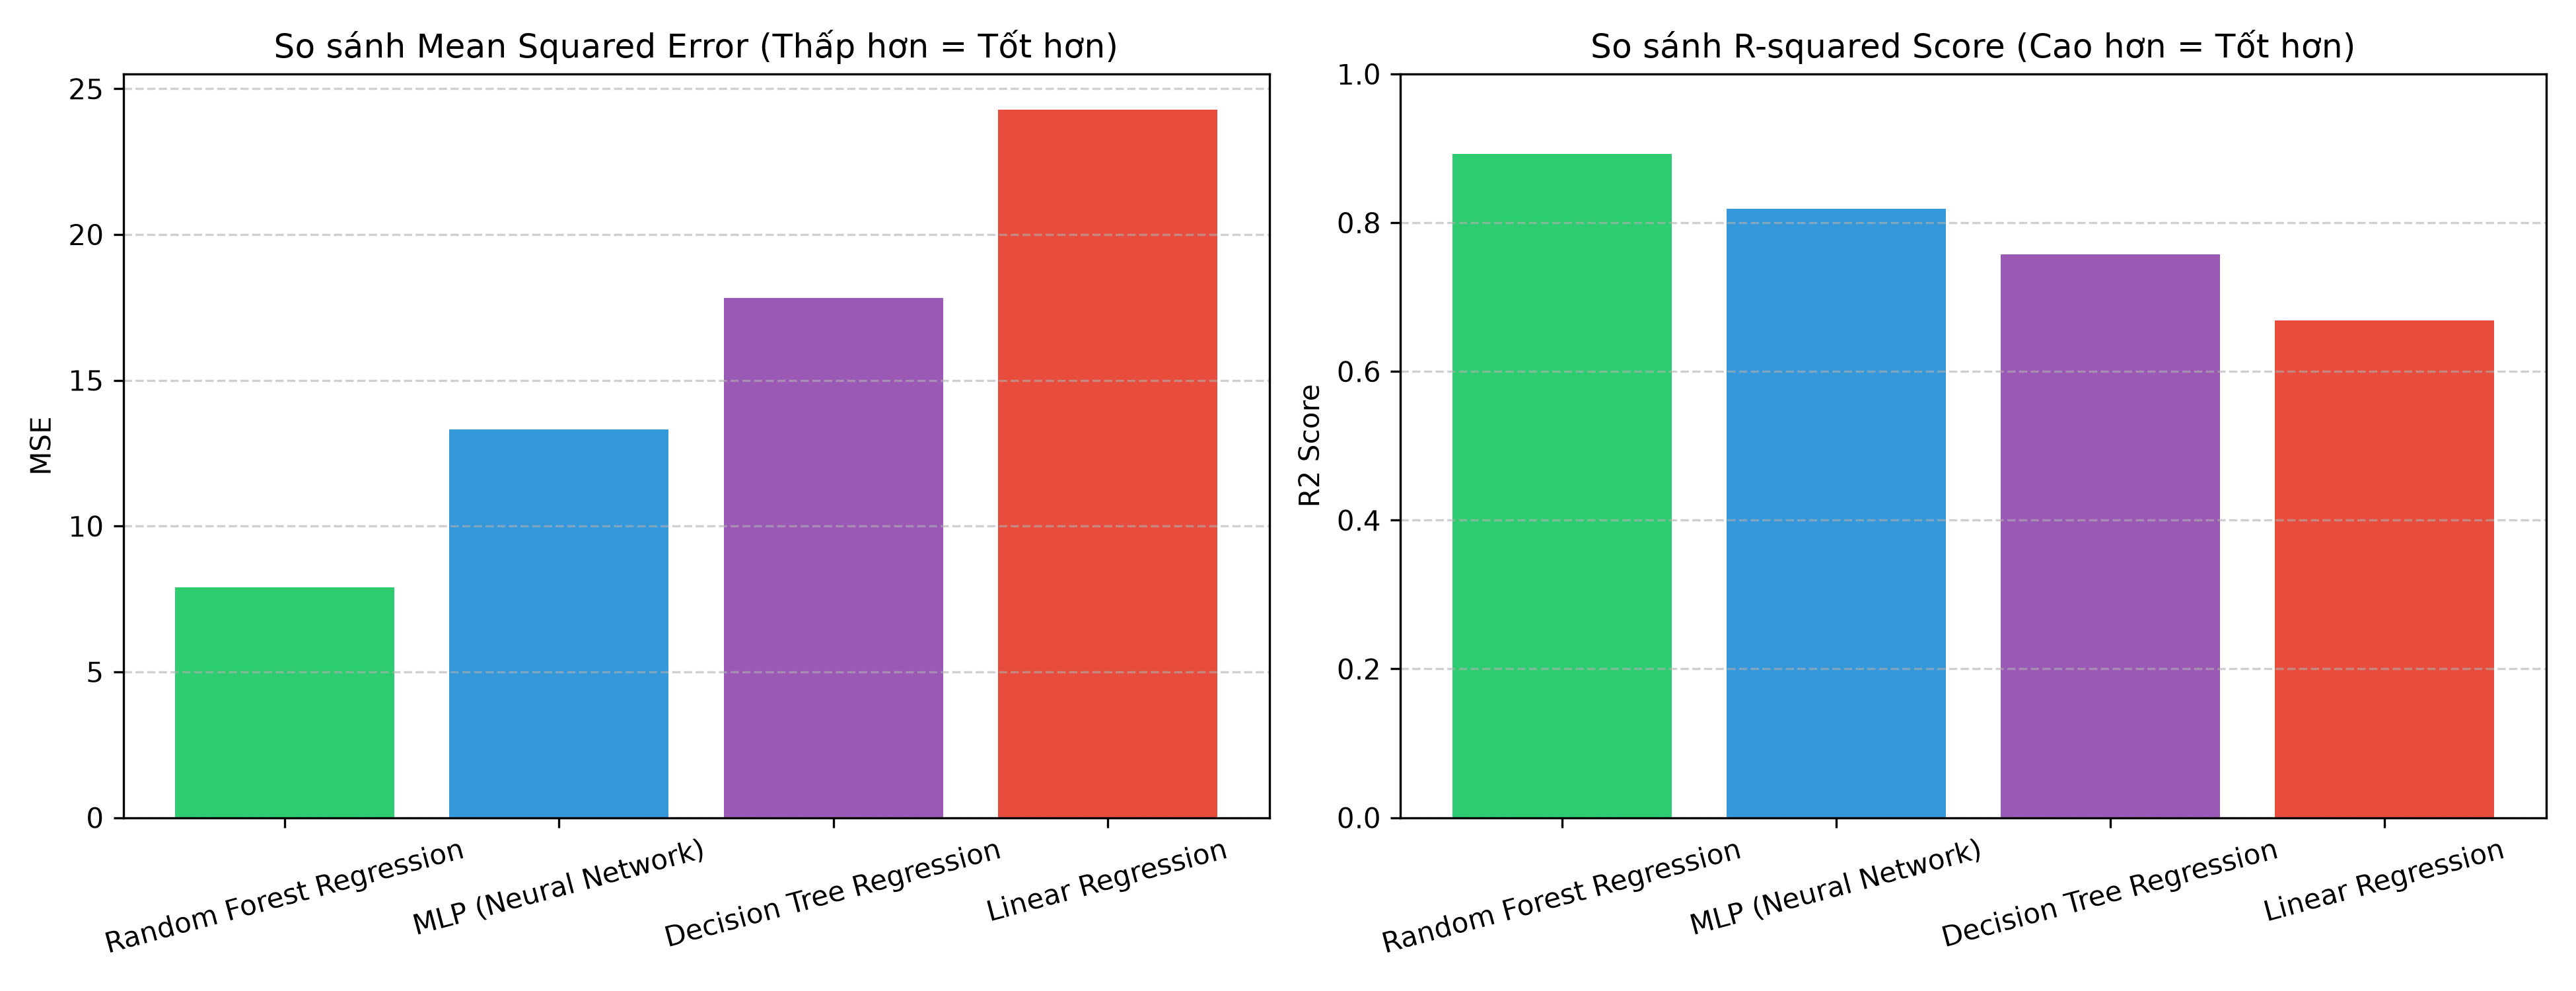 So sánh Mean Squared Error (Thấp hơn = Tốt hơn)
25
20
15
10
5
0
MSE
Random Forest Regression
MLP (Neural Network)
Decision Tree Regression
Linear Regression
So sánh R-squared Score (Cao hơn = Tốt hơn)
1.0
0.8
0.6
0.4
0.2
0.0
R2 Score
Random Forest Regression
MLP (Neural Network)
Decision Tree Regression
Linear Regression